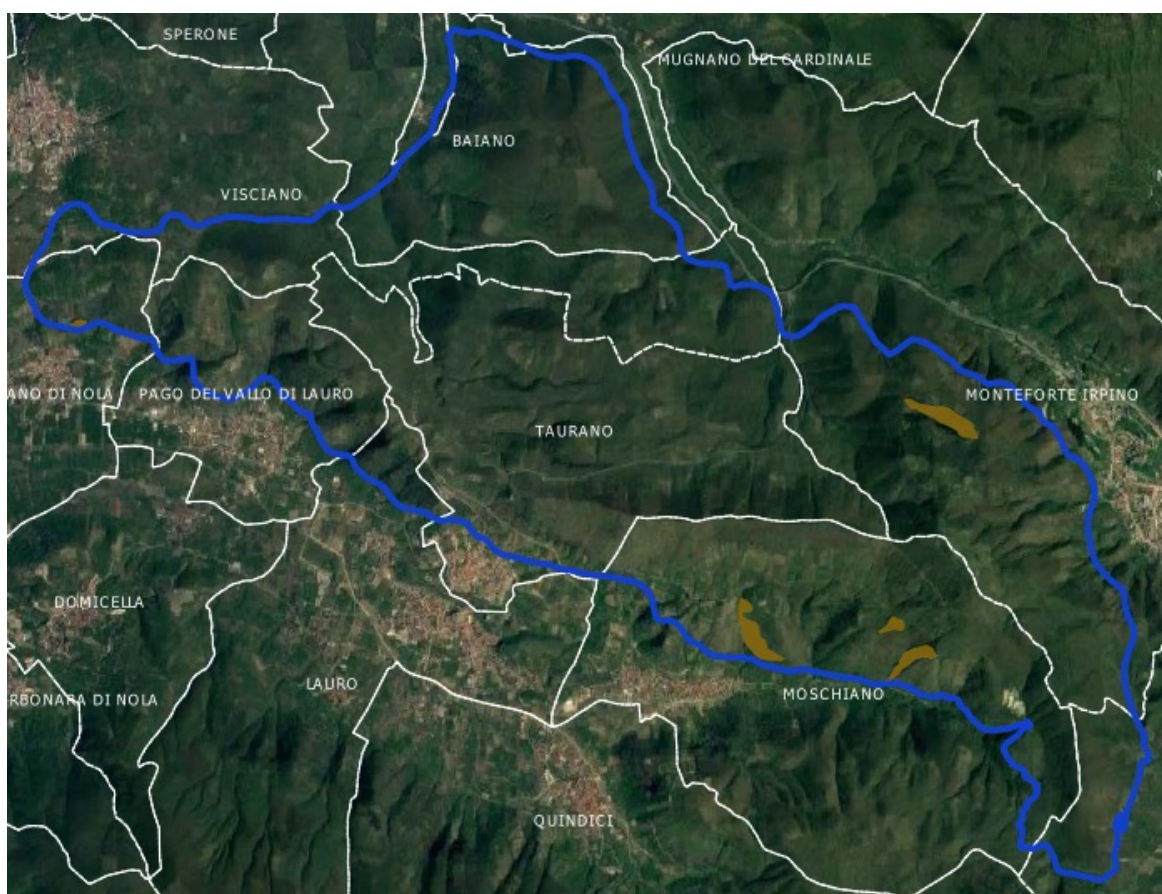 SPERONE
MUGNANO DEL CARDINALE
BAIANO
VISCIANO
ANO DI NOLA
PAGO DEL VALLO DI LAURO
MONTEFORTE IRPINO
TAURANO
DOMICELLA
LAURO
MOSCHIANO
RBONARA DI NOLA
QUINDICI